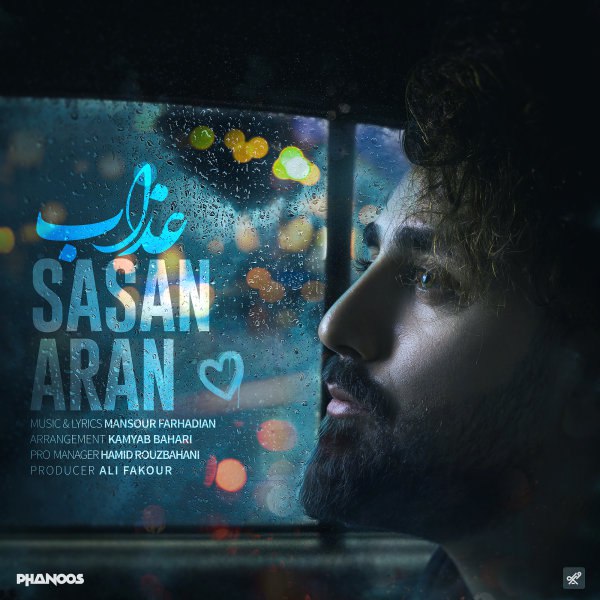 عذاب
SASAN
ARAN
MUSIC & LYRICS MANSOUR FARHADIAN
ARRANGEMENT KAMYAB BAHARI
PRO MANAGER HAMID ROUZBAHANI
PRODUCER ALI FAKOUR
PHANOOS